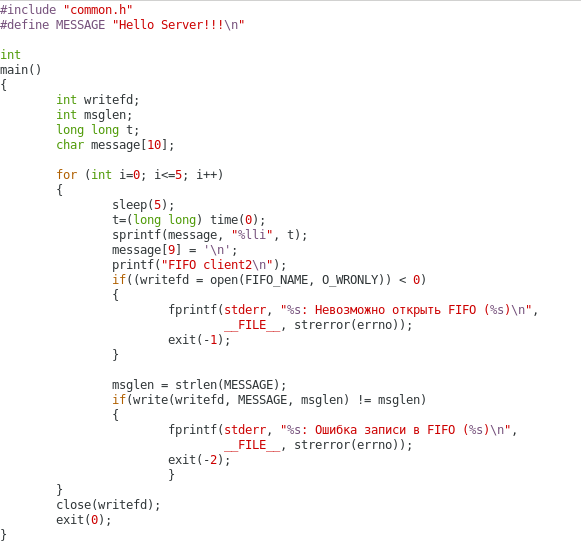 #include "common.h"
#define MESSAGE "Hello Server!!!\n"

int
main()
{
        int writefd;
        int msglen;
        long long t;
        char message[10];

        for (int i=0; i<=5; i++)
        {
                sleep(5);
                t=(long long) time(0);
                sprintf(message, "%lli", t);
                message[9] = '\n';
                printf("FIFO client2\n");
                if((writefd = open(FIFO_NAME, O_WRONLY)) < 0)
                {
                        fprintf(stderr, "%s: Невозможно открыть FIFO (%s)\n",
                                __FILE__, strerror(errno));
                        exit(-1);
                }

                msglen = strlen(MESSAGE);
                if(write(writefd, MESSAGE, msglen) != msglen)
                {
                        fprintf(stderr, "%s: Ошибка записи в FIFO (%s)\n",
                                __FILE__, strerror(errno));
                        exit(-2);
                        }
        }
        close(writefd);
        exit(0);
}